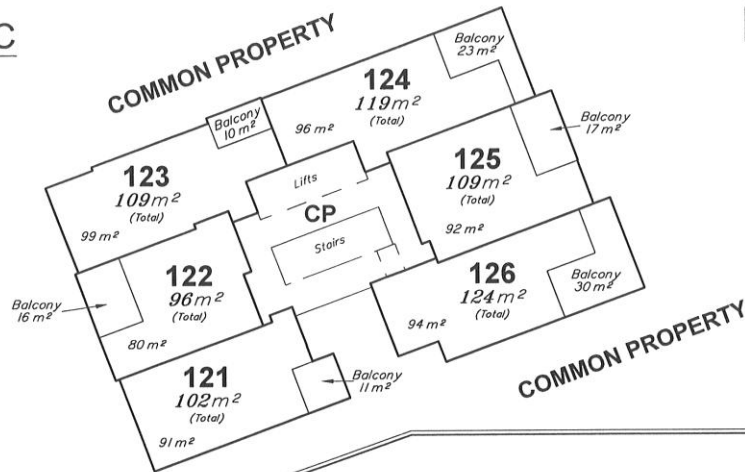 C
COMMON PROPERTY
Balcony
23 m²
124
119m²
(Total)
96 m²
Balcony
10 m²
Balcony
17 m²
123
109m²
(Total)
99 m²
Lifts
CP
Stairs
125
109m²
(Total)
92 m²
122
96m²
(Total)
80 m²
Balcony
16 m²
126
124m²
(Total)
94 m²
Balcony
30 m²
121
102m²
(Total)
91 m²
Balcony
11 m²
COMMON PROPERTY